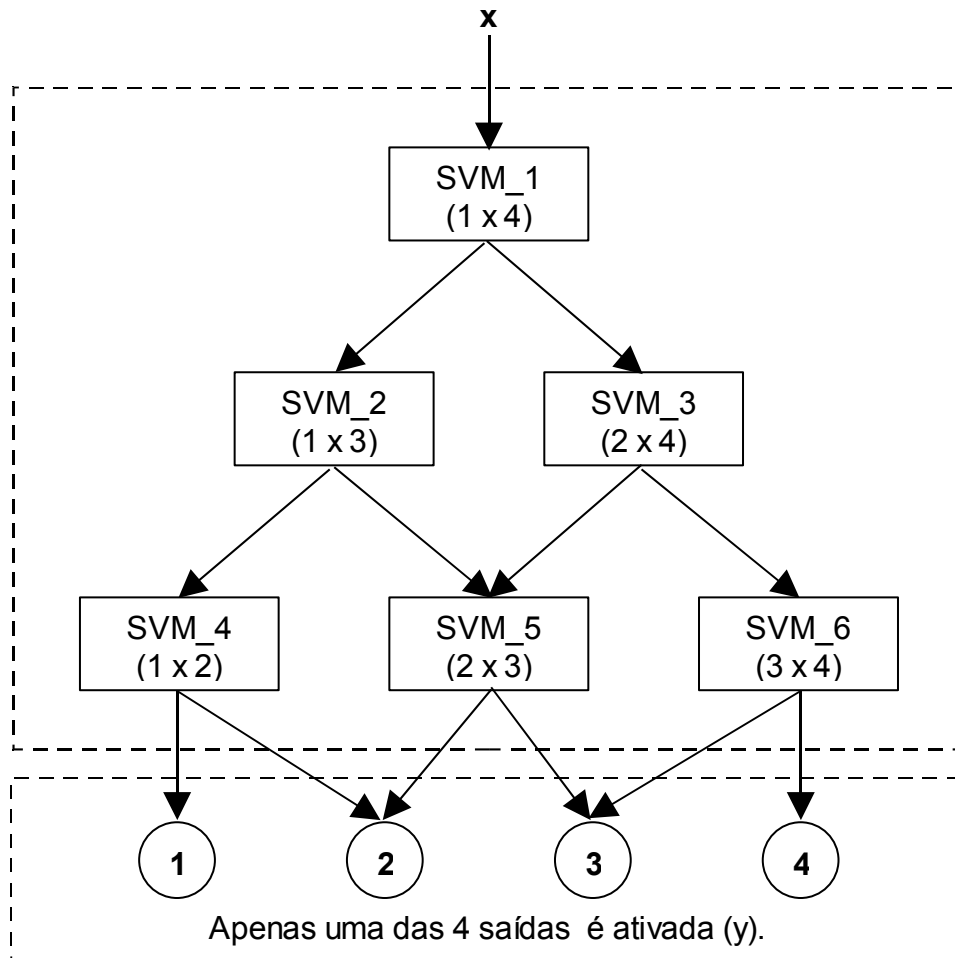 x
SVM_1
(1 x 4)
SVM_2
(1 x 3)
SVM_3
(2 x 4)
SVM_4
(1 x 2)
SVM_5
(2 x 3)
SVM_6
(3 x 4)
1
2
3
4
Apenas uma das 4 saídas é ativada (y).